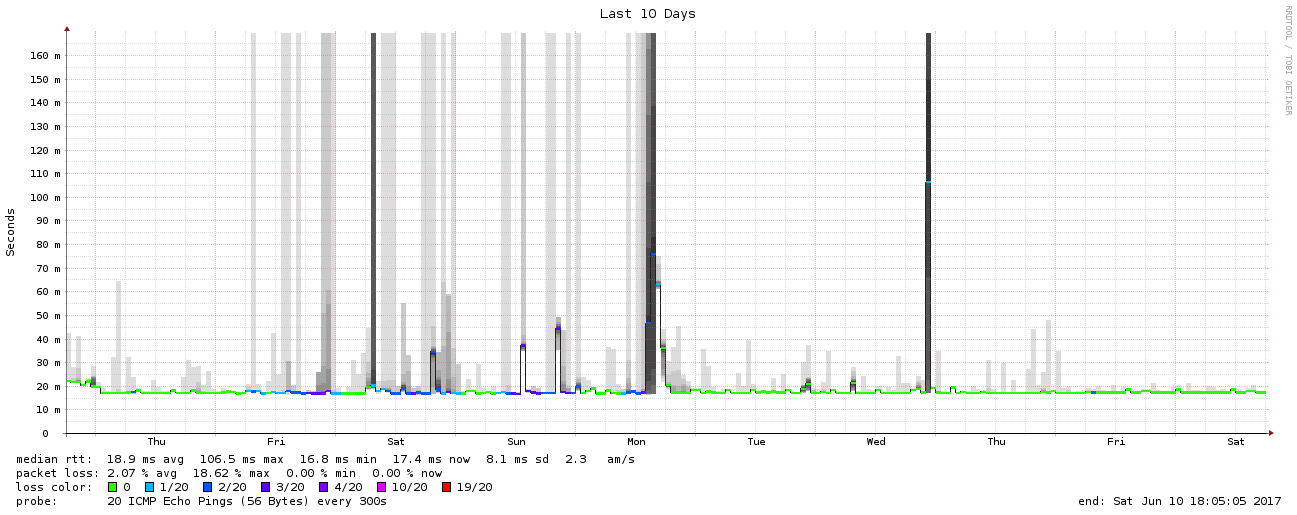 Last 10 Days
RRDTOOL / TOBI OETIKER
Seconds
160 m
150 m
140 m
130 m
120 m
110 m
100 m
90 m
80 m
70 m
60 m
50 m
40 m
30 m
20 m
10 m
0
Thu Fri Sat Sun Mon Tue Wed Thu Fri Sat
median rtt: 18.9 ms avg 106.5 ms max 16.8 ms min 17.4 ms now 8.1 ms sd 2.3 am/s
packet loss: 2.07 % avg 18.62 % max 0.00 % min 0.00 % now
loss color: 0 1/20 2/20 3/20 4/20 10/20 19/20
probe: 20 ICMP Echo Pings (56 Bytes) every 300s end: Sat Jun 10 18:05:05 2017